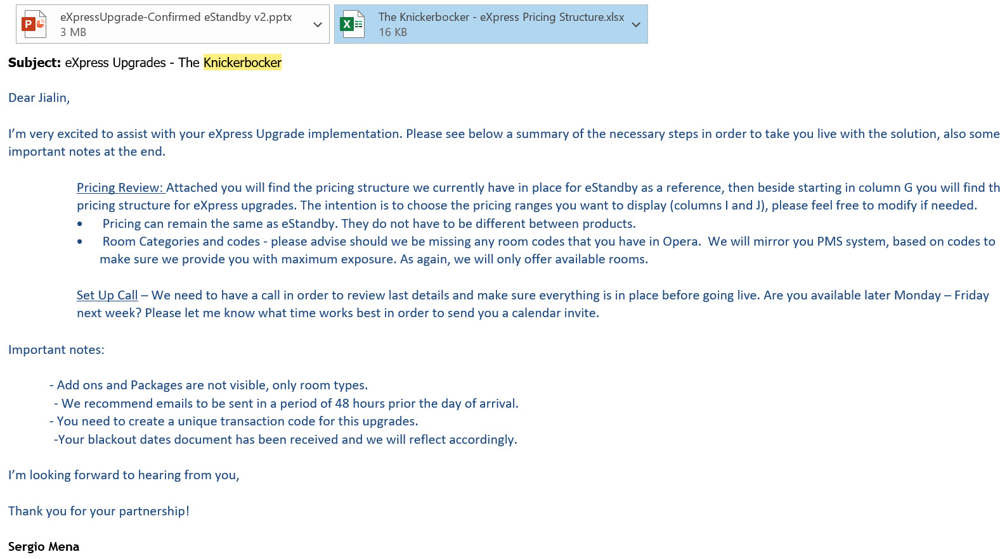 eXpressUpgrade-Confirmed eStandby v2.pptx
3 MB
The Knickerbocker - eXpress Pricing Structure.xlsx
16 KB
Subject: eXpress Upgrades - The Knickerbocker
Dear Jialin,
I’m very excited to assist with your eXpress Upgrade implementation. Please see below a summary of the necessary steps in order to take you live with the solution, also some
important notes at the end.
Pricing Review: Attached you will find the pricing structure we currently have in place for eStandby as a reference, then beside starting in column G you will find th
pricing structure for eXpress upgrades. The intention is to choose the pricing ranges you want to display (columns I and J), please feel free to modify if needed.
• Pricing can remain the same as eStandby. They do not have to be different between products.
• Room Categories and codes - please advise should we be missing any room codes that you have in Opera. We will mirror you PMS system, based on codes to
make sure we provide you with maximum exposure. As again, we will only offer available rooms.
Set Up Call – We need to have a call in order to review last details and make sure everything is in place before going live. Are you available later Monday – Friday
next week? Please let me know what time works best in order to send you a calendar invite.
Important notes:
- Add ons and Packages are not visible, only room types.
- We recommend emails to be sent in a period of 48 hours prior the day of arrival.
- You need to create a unique transaction code for this upgrades.
-Your blackout dates document has been received and we will reflect accordingly.
I’m looking forward to hearing from you,
Thank you for your partnership!
Sergio Mena